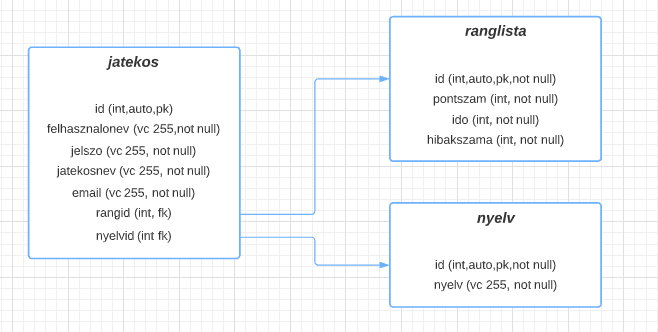 jatekos
id (int,auto,pk)
felhasznalonev (vc 255,not null)
jelszo (vc 255, not null)
jatekosnev (vc 255, not null)
email (vc 255, not null)
rangid (int, fk)
nyelvid (int fk)
ranglista
id (int,auto,pk,not null)
pontszam (int, not null)
ido (int, not null)
hibakszama (int, not null)
nyelv
id (int,auto,pk,not null)
nyelv (vc 255, not null)